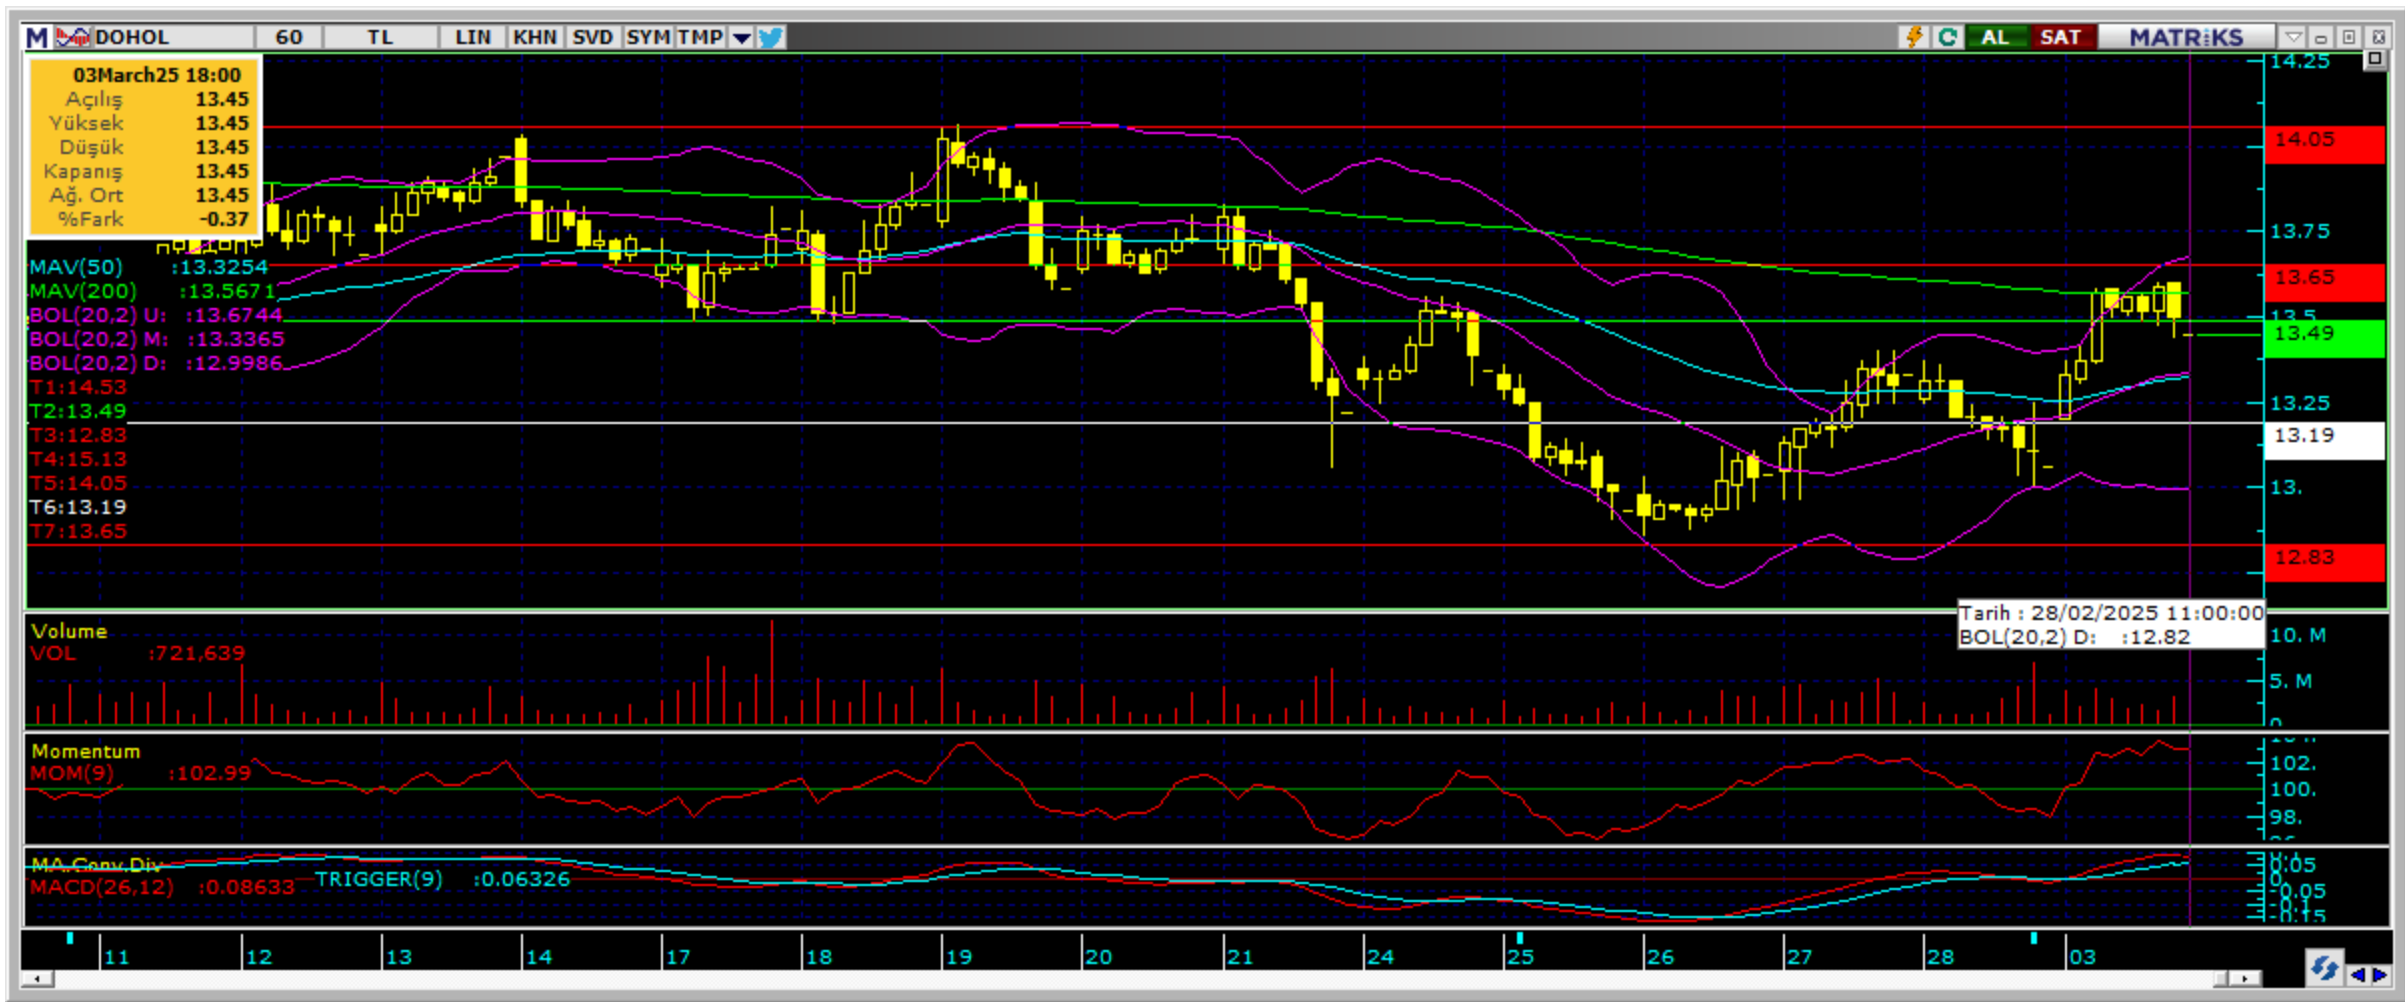 M DOHOL 60 TL LIN KHN SVD SYM TMP AL SAT MATRİKS
03March25 18:00
Açılış 13.45
Yüksek 13.45
Düşük 13.45
Kapanış 13.45
Ağ. Ort 13.45
%Fark -0.37
MAV(50) :13.3254
MAV(200) :13.5671
BOL(20,2) U: :13.6744
BOL(20,2) M: :13.3365
BOL(20,2) D: :12.9986
T1:14.53
T2:13.49
T3:12.83
T4:15.13
T5:14.05
T6:13.19
T7:13.65
14.25
14.05
13.75
13.65
13.5
13.49
13.25
13.19
13.
12.83
Tarih : 28/02/2025 11:00:00
BOL(20,2) D: :12.82
Volume
VOL :721,639
10. M
5. M
0
Momentum
MOM(9) :102.99
102.
100.
98.
MA.Conv.Div
MACD(26,12) :0.08633 TRIGGER(9) :0.06326
0.05
0.
-0.05
-0.1
-0.15
11 12 13 14 17 18 19 20 21 24 25 26 27 28 03